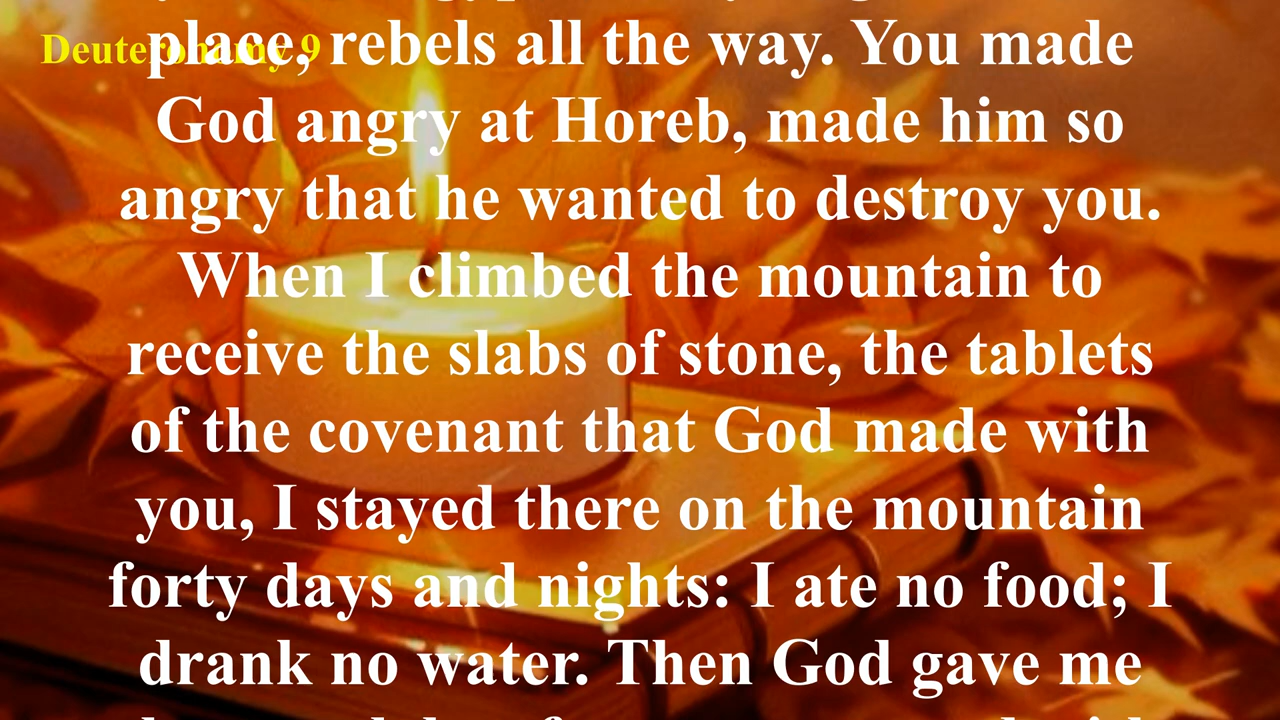 Deuteronomy 9
place, rebels all the way. You made
God angry at Horeb, made him so
angry that he wanted to destroy you.
When I climbed the mountain to
receive the slabs of stone, the tablets
of the covenant that God made with
you, I stayed there on the mountain
forty days and nights: I ate no food; I
drank no water. Then God gave me